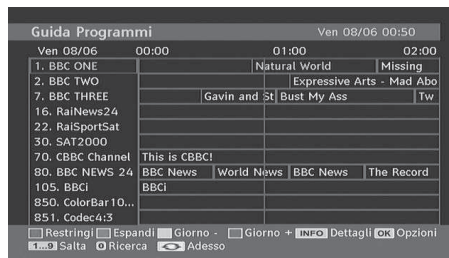 Guida Programmi Ven 08/06 00:50
Ven 08/06 00:00 01:00 02:00
1. BBC ONE Natural World Missing
2. BBC TWO Expressive Arts - Mad Abo
7. BBC THREE Gavin and St Bust My Ass Tw
16. RaiNews24
22. RaiSportSat
30. SAT2000
70. CBBC Channel This is CBBC!
80. BBC NEWS 24 BBC News World News BBC News The Record
105. BBCi BBCi
850. ColorBar10...
851. Codec4:3
Restringi Espandi Giorno - Giorno + INFO Dettagli OK Opzioni
1...9 Salta 0 Ricerca Adesso